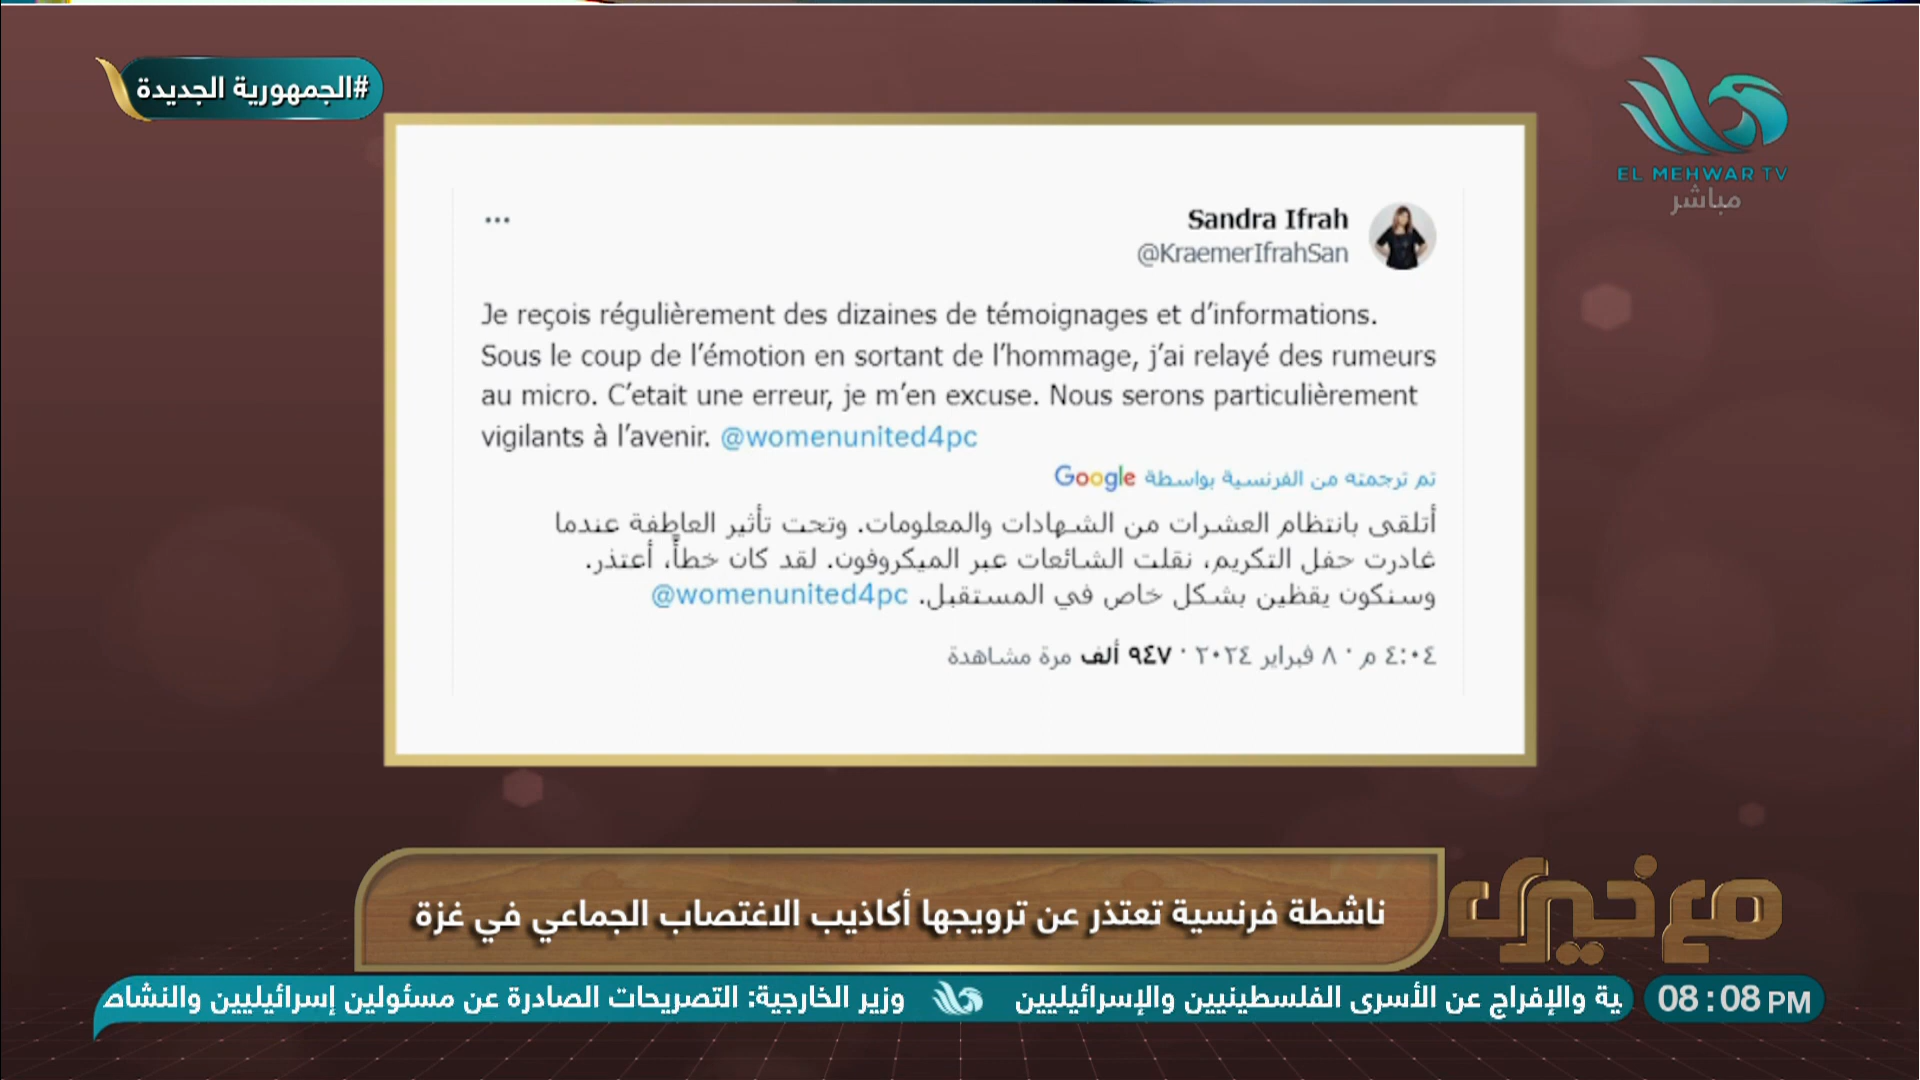 #الجمهورية الجديدة
EL MEHWAR TV
مباشر
Sandra Ifrah
@KraemerIfrahSan
Je reçois régulièrement des dizaines de témoignages et d’informations.
Sous le coup de l’émotion en sortant de l’hommage, j’ai relayé des rumeurs
au micro. C’etait une erreur, je m’en excuse. Nous serons particulièrement
vigilants à l’avenir. @womenunited4pc
تم ترجمته من الفرنسية بواسطة Google
أتلقى بانتظام العشرات من الشهادات والمعلومات. وتحت تأثير العاطفة عندما
غادرت حفل التكريم، نقلت الشائعات عبر الميكروفون. لقد كان خطأً، أعتذر.
وسنكون يقظين بشكل خاص في المستقبل. @womenunited4pc
٤:٠٤ م · ٨ فبراير ٢٠٢٤ · ٩٤٧ ألف مرة مشاهدة
مع خيري
ناشطة فرنسية تعتذر عن ترويجها أكاذيب الاغتصاب الجماعي في غزة
ية والإفراج عن الأسرى الفلسطينيين والإسرائيليين وزير الخارجية: التصريحات الصادرة عن مسئولين إسرائيليين والنشاط
08:08 PM